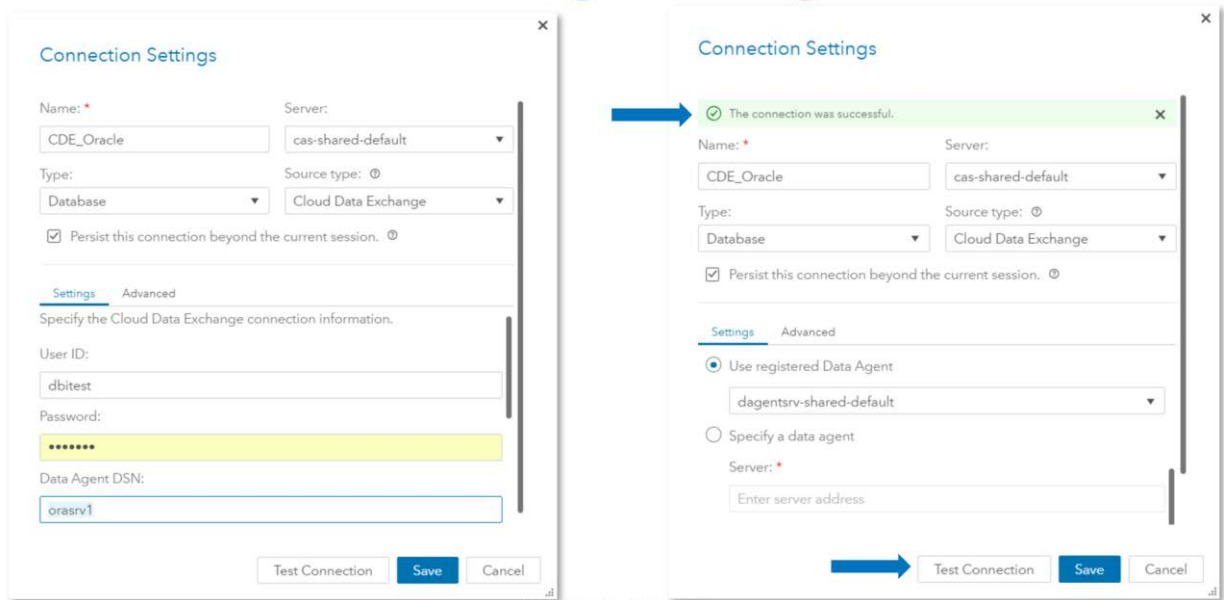 Connection Settings
Name: *
Server:
CDE_Oracle
cas-shared-default
Type:
Source type:
Database
Cloud Data Exchange
Persist this connection beyond the current session.
Settings
Advanced
Specify the Cloud Data Exchange connection information.
User ID:
dbitest
Password:
•••••••
Data Agent DSN:
orasrv1
Test Connection
Save
Cancel
Connection Settings
The connection was successful.
Name: *
Server:
CDE_Oracle
cas-shared-default
Type:
Source type:
Database
Cloud Data Exchange
Persist this connection beyond the current session.
Settings
Advanced
Use registered Data Agent
dagentsrv-shared-default
Specify a data agent
Server: *
Enter server address
Test Connection
Save
Cancel